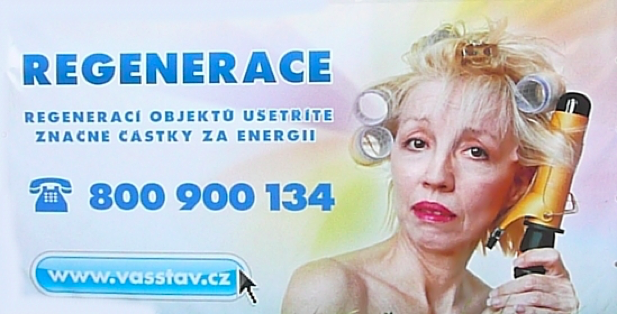 REGENERACE
REGENERACÍ OBJEKTŮ UŠETŘÍTE
ZNAČNÉ ČÁSTKY ZA ENERGII
☎ 800 900 134
www.vasstav.cz